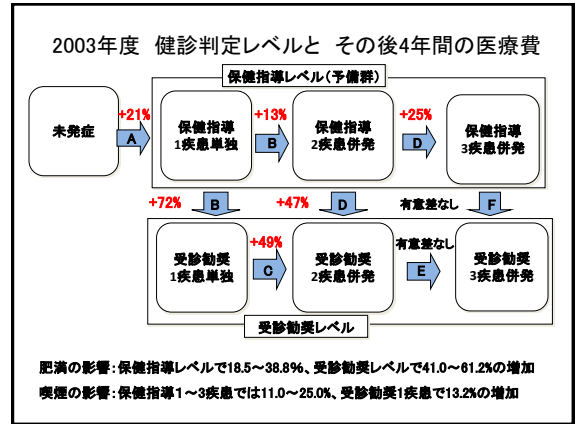 2003年度 健診判定レベルと その後4年間の医療費
保健指導レベル(予備群)
未発症
+21%
A
保健指導
1疾患単独
+13%
B
保健指導
2疾患併発
+25%
D
保健指導
3疾患併発
+72%
B
+47%
D
有意差なし
F
受診勧奨
1疾患単独
+49%
C
受診勧奨
2疾患併発
有意差なし
E
受診勧奨
3疾患併発
受診勧奨レベル
肥満の影響:保健指導レベルで18.5~38.8%、受診勧奨レベルで41.0~61.2%の増加
喫煙の影響:保健指導1~3疾患では11.0~25.0%、受診勧奨1疾患で13.2%の増加